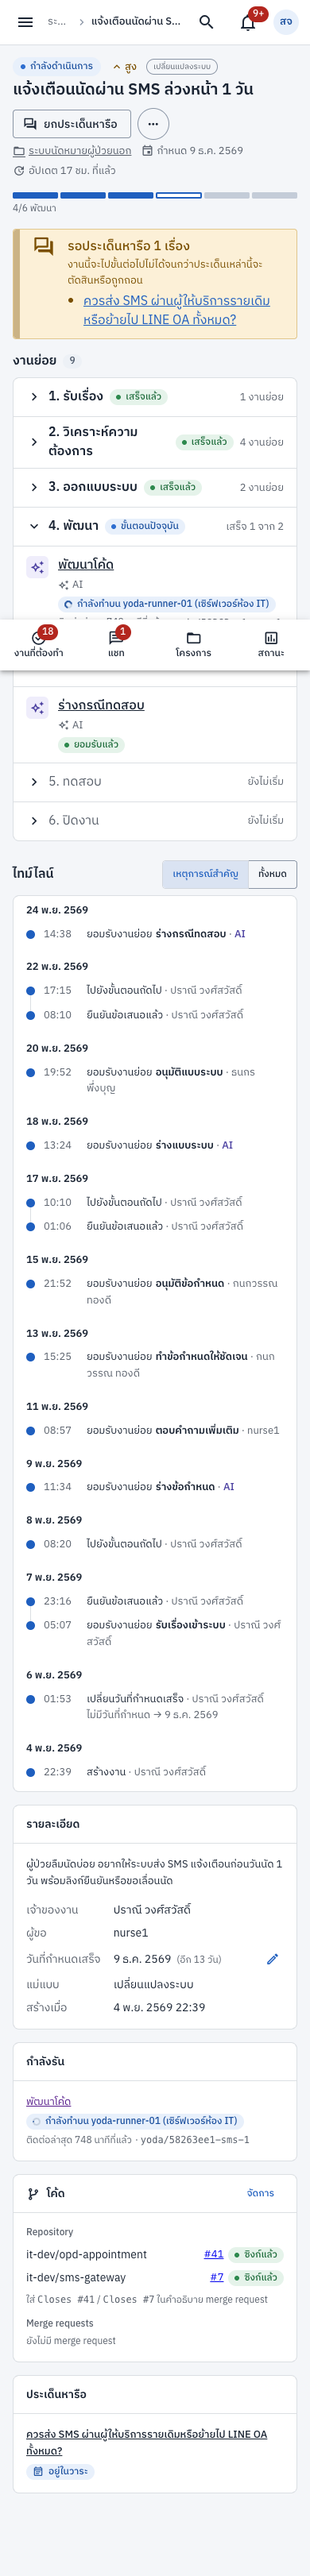 ระ...
แจ้งเตือนนัดผ่าน S...
9+
สจ
กำลังดำเนินการ
สูง
เปลี่ยนแปลงระบบ
แจ้งเตือนนัดผ่าน SMS ล่วงหน้า 1 วัน
ยกประเด็นหารือ
ระบบนัดหมายผู้ป่วยนอก
กำหนด 9 ธ.ค. 2569
อัปเดต 17 ชม. ที่แล้ว
4/6 พัฒนา
รอประเด็นหารือ 1 เรื่อง
งานนี้จะไปขั้นต่อไปไม่ได้จนกว่าประเด็นเหล่านี้จะ
ตัดสินหรือถูกถอน
ควรส่ง SMS ผ่านผู้ให้บริการรายเดิม
หรือย้ายไป LINE OA ทั้งหมด?
งานย่อย 9
1. รับเรื่อง เสร็จแล้ว 1 งานย่อย
2. วิเคราะห์ความ
ต้องการ เสร็จแล้ว 4 งานย่อย
3. ออกแบบระบบ เสร็จแล้ว 2 งานย่อย
4. พัฒนา ขั้นตอนปัจจุบัน เสร็จ 1 จาก 2
พัฒนาโค้ด
AI
กำลังทำบน yoda-runner-01 (เซิร์ฟเวอร์ห้อง IT)
18
1
งานที่ต้องทำ
แชท
โครงการ
สถานะ
ร่างกรณีทดสอบ
AI
ยอมรับแล้ว
5. ทดสอบ ยังไม่เริ่ม
6. ปิดงาน ยังไม่เริ่ม
ไทม์ไลน์
เหตุการณ์สำคัญ
ทั้งหมด
24 พ.ย. 2569
14:38 ยอมรับงานย่อย ร่างกรณีทดสอบ · AI
22 พ.ย. 2569
17:15 ไปยังขั้นตอนถัดไป · ปราณี วงศ์สวัสดิ์
08:10 ยืนยันข้อเสนอแล้ว · ปราณี วงศ์สวัสดิ์
20 พ.ย. 2569
19:52 ยอมรับงานย่อย อนุมัติแบบระบบ · ธนกร
พึ่งบุญ
18 พ.ย. 2569
13:24 ยอมรับงานย่อย ร่างแบบระบบ · AI
17 พ.ย. 2569
10:10 ไปยังขั้นตอนถัดไป · ปราณี วงศ์สวัสดิ์
01:06 ยืนยันข้อเสนอแล้ว · ปราณี วงศ์สวัสดิ์
15 พ.ย. 2569
21:52 ยอมรับงานย่อย อนุมัติข้อกำหนด · กนกวรรณ
ทองดี
13 พ.ย. 2569
15:25 ยอมรับงานย่อย ทำข้อกำหนดให้ชัดเจน · กนก
วรรณ ทองดี
11 พ.ย. 2569
08:57 ยอมรับงานย่อย ตอบคำถามเพิ่มเติม · nurse1
9 พ.ย. 2569
11:34 ยอมรับงานย่อย ร่างข้อกำหนด · AI
8 พ.ย. 2569
08:20 ไปยังขั้นตอนถัดไป · ปราณี วงศ์สวัสดิ์
7 พ.ย. 2569
23:16 ยืนยันข้อเสนอแล้ว · ปราณี วงศ์สวัสดิ์
05:07 ยอมรับงานย่อย รับเรื่องเข้าระบบ · ปราณี วงศ์
สวัสดิ์
6 พ.ย. 2569
01:53 เปลี่ยนวันที่กำหนดเสร็จ · ปราณี วงศ์สวัสดิ์
ไม่มีวันที่กำหนด → 9 ธ.ค. 2569
4 พ.ย. 2569
22:39 สร้างงาน · ปราณี วงศ์สวัสดิ์
รายละเอียด
ผู้ป่วยลืมนัดบ่อย อยากให้ระบบส่ง SMS แจ้งเตือนก่อนวันนัด 1
วัน พร้อมลิงก์ยืนยันหรือขอเลื่อนนัด
เจ้าของงาน ปราณี วงศ์สวัสดิ์
ผู้ขอ nurse1
วันที่กำหนดเสร็จ 9 ธ.ค. 2569 (อีก 13 วัน)
แม่แบบ เปลี่ยนแปลงระบบ
สร้างเมื่อ 4 พ.ย. 2569 22:39
กำลังรัน
พัฒนาโค้ด
กำลังทำบน yoda-runner-01 (เซิร์ฟเวอร์ห้อง IT)
ติดต่อล่าสุด 748 นาทีที่แล้ว · yoda/58263ee1-sms-1
โค้ด จัดการ
Repository
it-dev/opd-appointment #41 ซิงก์แล้ว
it-dev/sms-gateway #7 ซิงก์แล้ว
ใส่ Closes #41 / Closes #7 ในคำอธิบาย merge request
Merge requests
ยังไม่มี merge request
ประเด็นหารือ
ควรส่ง SMS ผ่านผู้ให้บริการรายเดิมหรือย้ายไป LINE OA
ทั้งหมด?
อยู่ในวาระ